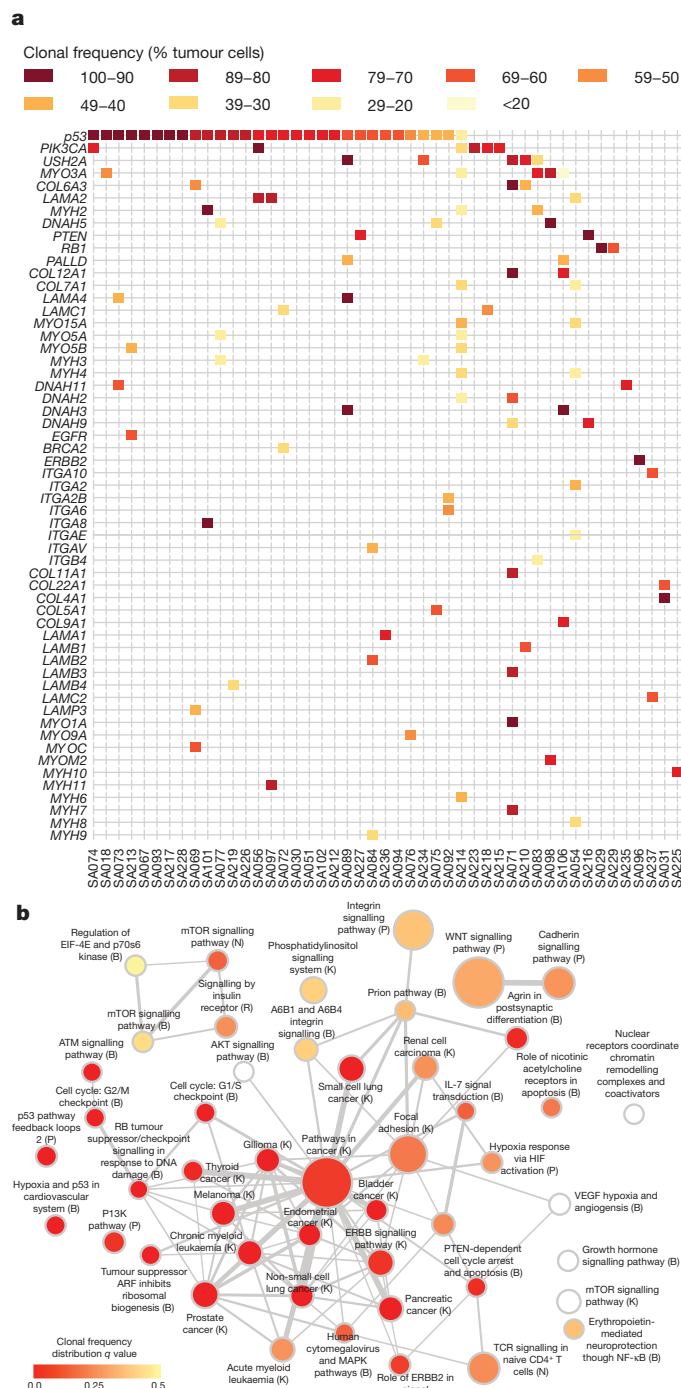 a
Clonal frequency (% tumour cells)
100–90
89–80
79–70
69–60
59–50
49–40
39–30
29–20
<20
p53
PIK3CA
USH2A
MYO3A
COL6A3
LAMA2
MYH2
DNAH5
PTEN
RB1
PALLD
COL12A1
COL7A1
LAMA4
LAMC1
MYO15A
MYO5A
MYO5B
MYH3
MYH4
DNAH11
DNAH2
DNAH3
DNAH9
EGFR
BRCA2
ERBB2
ITGA10
ITGA2
ITGA2B
ITGA6
ITGA8
ITGAE
ITGAV
ITGB4
COL11A1
COL22A1
COL4A1
COL5A1
COL9A1
LAMA1
LAMB1
LAMB2
LAMB3
LAMB4
LAMC2
LAMP3
MYO1A
MYO9A
MYOC
MYOM2
MYH10
MYH11
MYH6
MYH7
MYH8
MYH9
SA074
SA018
SA073
SA213
SA067
SA093
SA217
SA228
SA069
SA101
SA077
SA219
SA226
SA056
SA097
SA072
SA030
SA051
SA102
SA212
SA089
SA227
SA084
SA236
SA094
SA076
SA234
SA075
SA092
SA214
SA223
SA218
SA215
SA071
SA210
SA083
SA098
SA106
SA054
SA216
SA029
SA229
SA235
SA096
SA237
SA031
SA225
b
Regulation of
EIF-4E and p70s6
kinase (B)
mTOR signalling
pathway (N)
Integrin
signalling
pathway (P)
Phosphatidylinositol
signalling
system (K)
WNT signalling
pathway (P)
Cadherin
signalling
pathway (P)
Signalling by
insulin
receptor (R)
Prion pathway (B)
Agrin in
postsynaptic
differentiation (B)
mTOR signalling
pathway (B)
A6B1 and A6B4
integrin
signalling (B)
ATM signalling
pathway (B)
AKT signalling
pathway (B)
Renal cell
carcinoma (K)
Nuclear
receptors coordinate
chromatin
remodelling
complexes and
coactivators
Cell cycle: G2/M
checkpoint (B)
Cell cycle: G1/S
checkpoint (B)
Small cell lung
cancer (K)
IL-7 signal
transduction (B)
Role of nicotinic
acetylcholine
receptors in
apoptosis (B)
p53 pathway
feedback loops
2 (P)
RB tumour
suppressor/checkpoint
signalling in
response to DNA
damage (B)
Glioma (K)
Pathways in
cancer (K)
Focal
adhesion (K)
Thyroid
cancer (K)
Hypoxia response
via HIF
activation (P)
Hypoxia and p53 in
cardiovascular
system (B)
Melanoma (K)
Bladder
cancer (K)
VEGF hypoxia and
angiogenesis (B)
P13K
pathway (P)
Chronic myeloid
leukaemia (K)
Endometrial
cancer (K)
ERBB signalling
pathway (K)
PTEN-dependent
cell cycle arrest
and apoptosis (B)
Growth hormone
signalling pathway (B)
Tumour suppressor
ARF inhibits
ribosomal
biogenesis (B)
Non-small cell
lung cancer (K)
mTOR signalling
pathway (K)
Prostate
cancer (K)
Pancreatic
cancer (K)
Erythropoietin-
mediated
neuroprotection
though NF-κB (B)
Acute myeloid
leukaemia (K)
Human
cytomegalovirus
and MAPK
pathways (B)
Role of ERBB2 in
TCR signalling in
naive CD4⁺ T
cells (N)
Clonal frequency
distribution q value
0.0
0.25
0.5